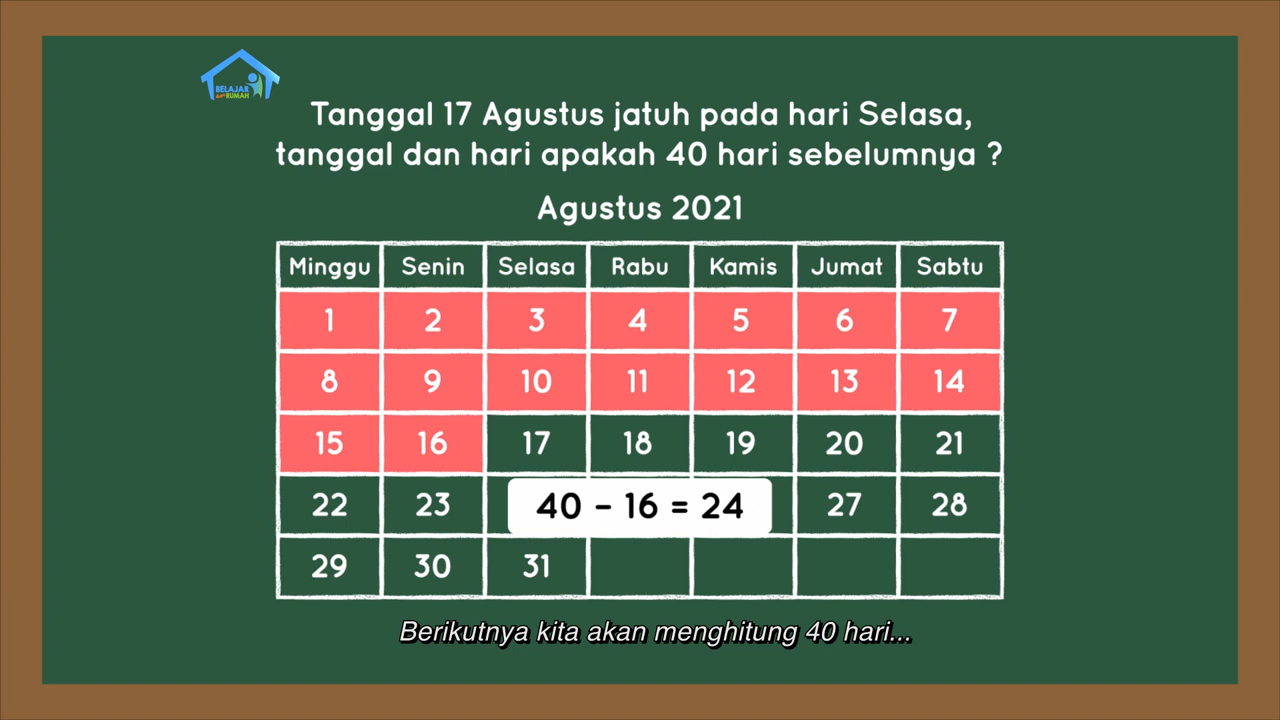 BELAJAR
dari RUMAH
Tanggal 17 Agustus jatuh pada hari Selasa,
tanggal dan hari apakah 40 hari sebelumnya ?
Agustus 2021
Minggu Senin Selasa Rabu Kamis Jumat Sabtu
1 2 3 4 5 6 7
8 9 10 11 12 13 14
15 16 17 18 19 20 21
22 23 40 - 16 = 24 27 28
29 30 31
Berikutnya kita akan menghitung 40 hari...